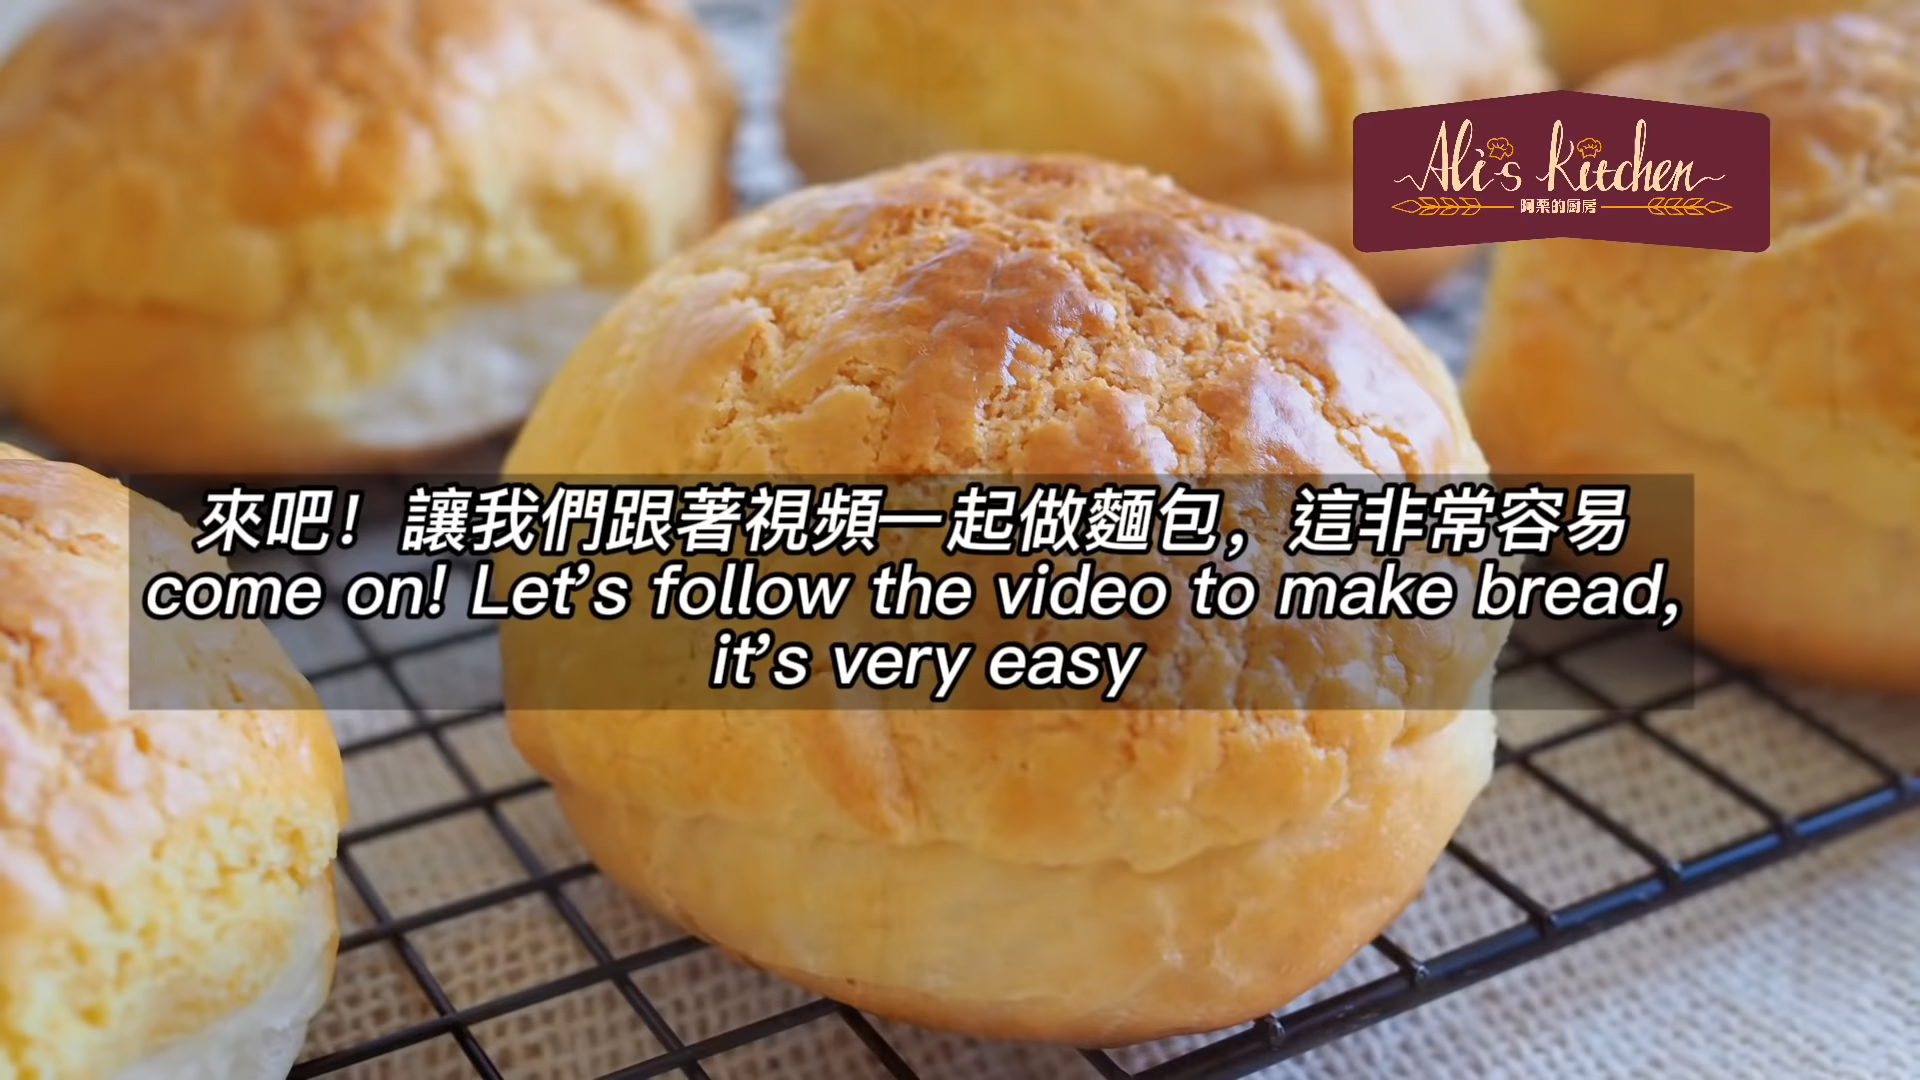 Ali's Kitchen
阿栗的厨房
來吧！讓我們跟著視頻一起做麵包，這非常容易
come on! Let's follow the video to make bread,
it's very easy